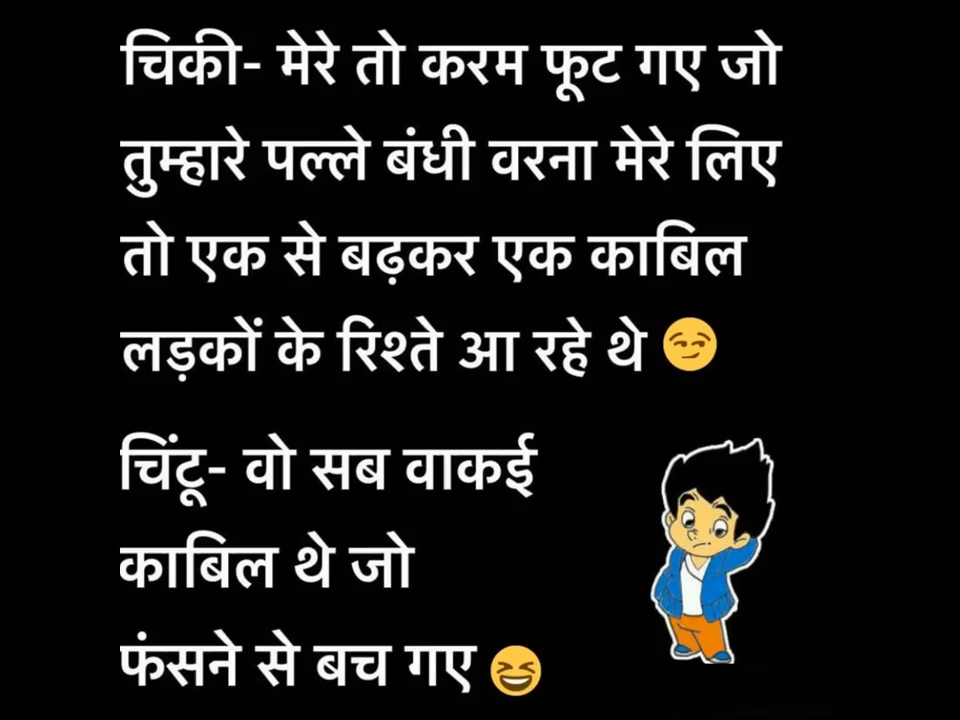 चिकी- मेरे तो करम फूट गए जो
तुम्हारे पल्ले बंधी वरना मेरे लिए
तो एक से बढ़कर एक काबिल
लड़कों के रिश्ते आ रहे थे 😏
चिंटू- वो सब वाकई
काबिल थे जो
फंसने से बच गए 😆